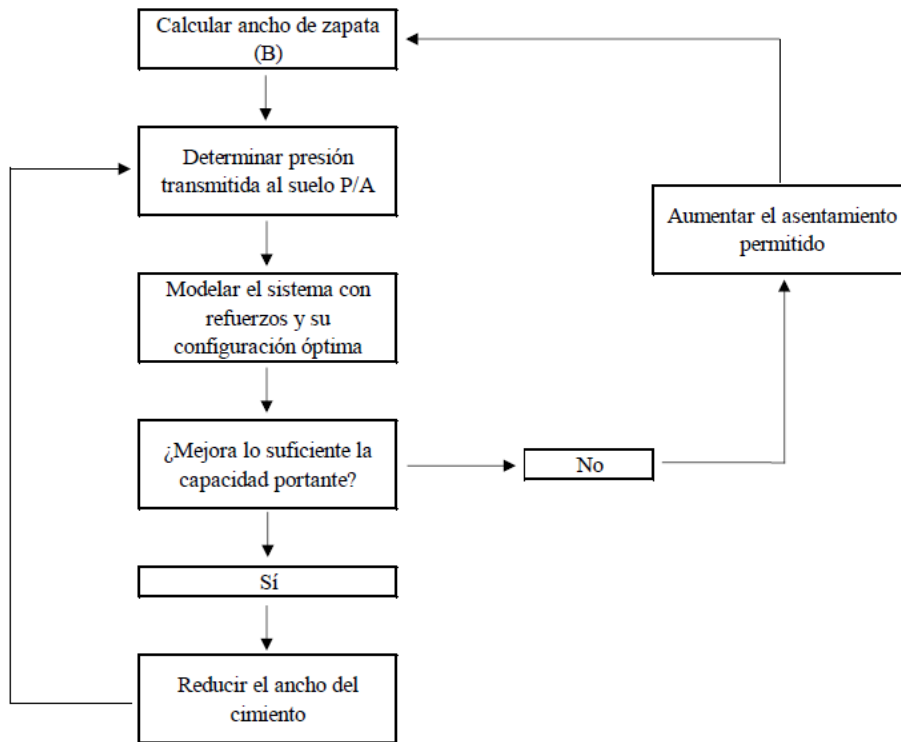 Calcular ancho de zapata
(B)
Determinar presión
transmitida al suelo P/A
Aumentar el asentamiento
permitido
Modelar el sistema con
refuerzos y su
configuración óptima
¿Mejora lo suficiente la
capacidad portante?
No
Sí
Reducir el ancho del
cimiento